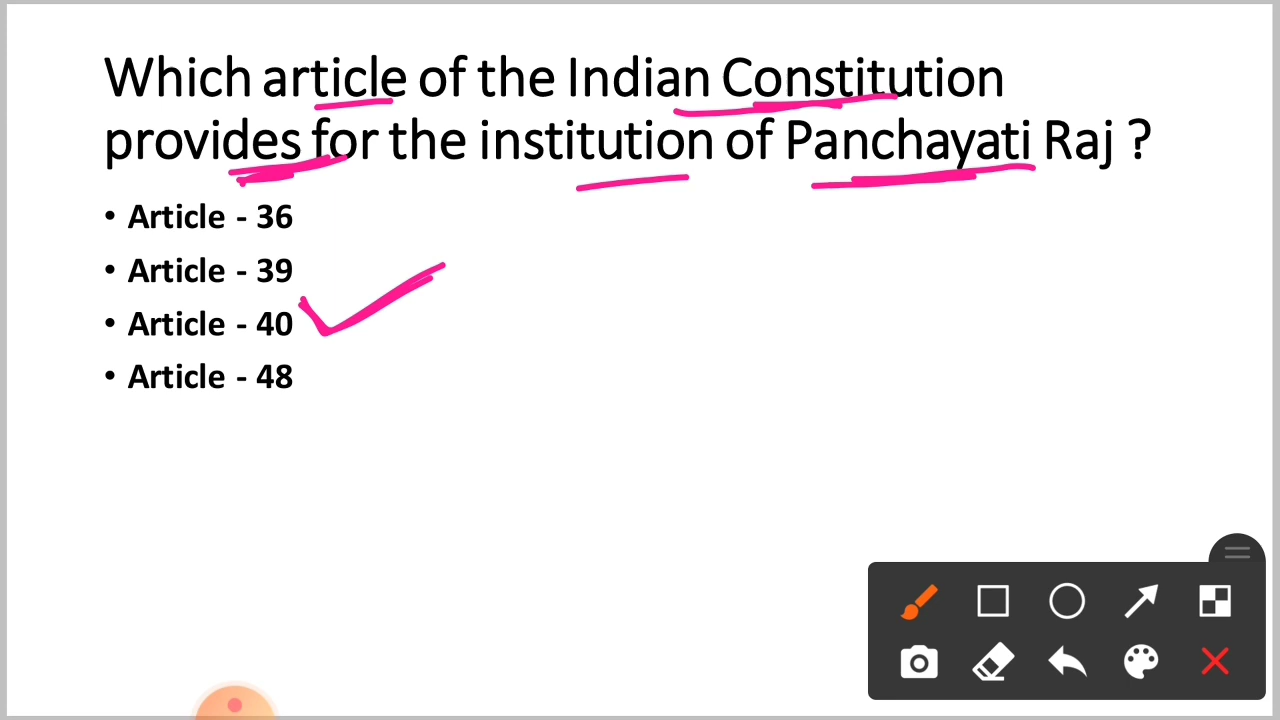 Which article of the Indian Constitution
provides for the institution of Panchayati Raj ?
• Article - 36
• Article - 39
• Article - 40
• Article - 48